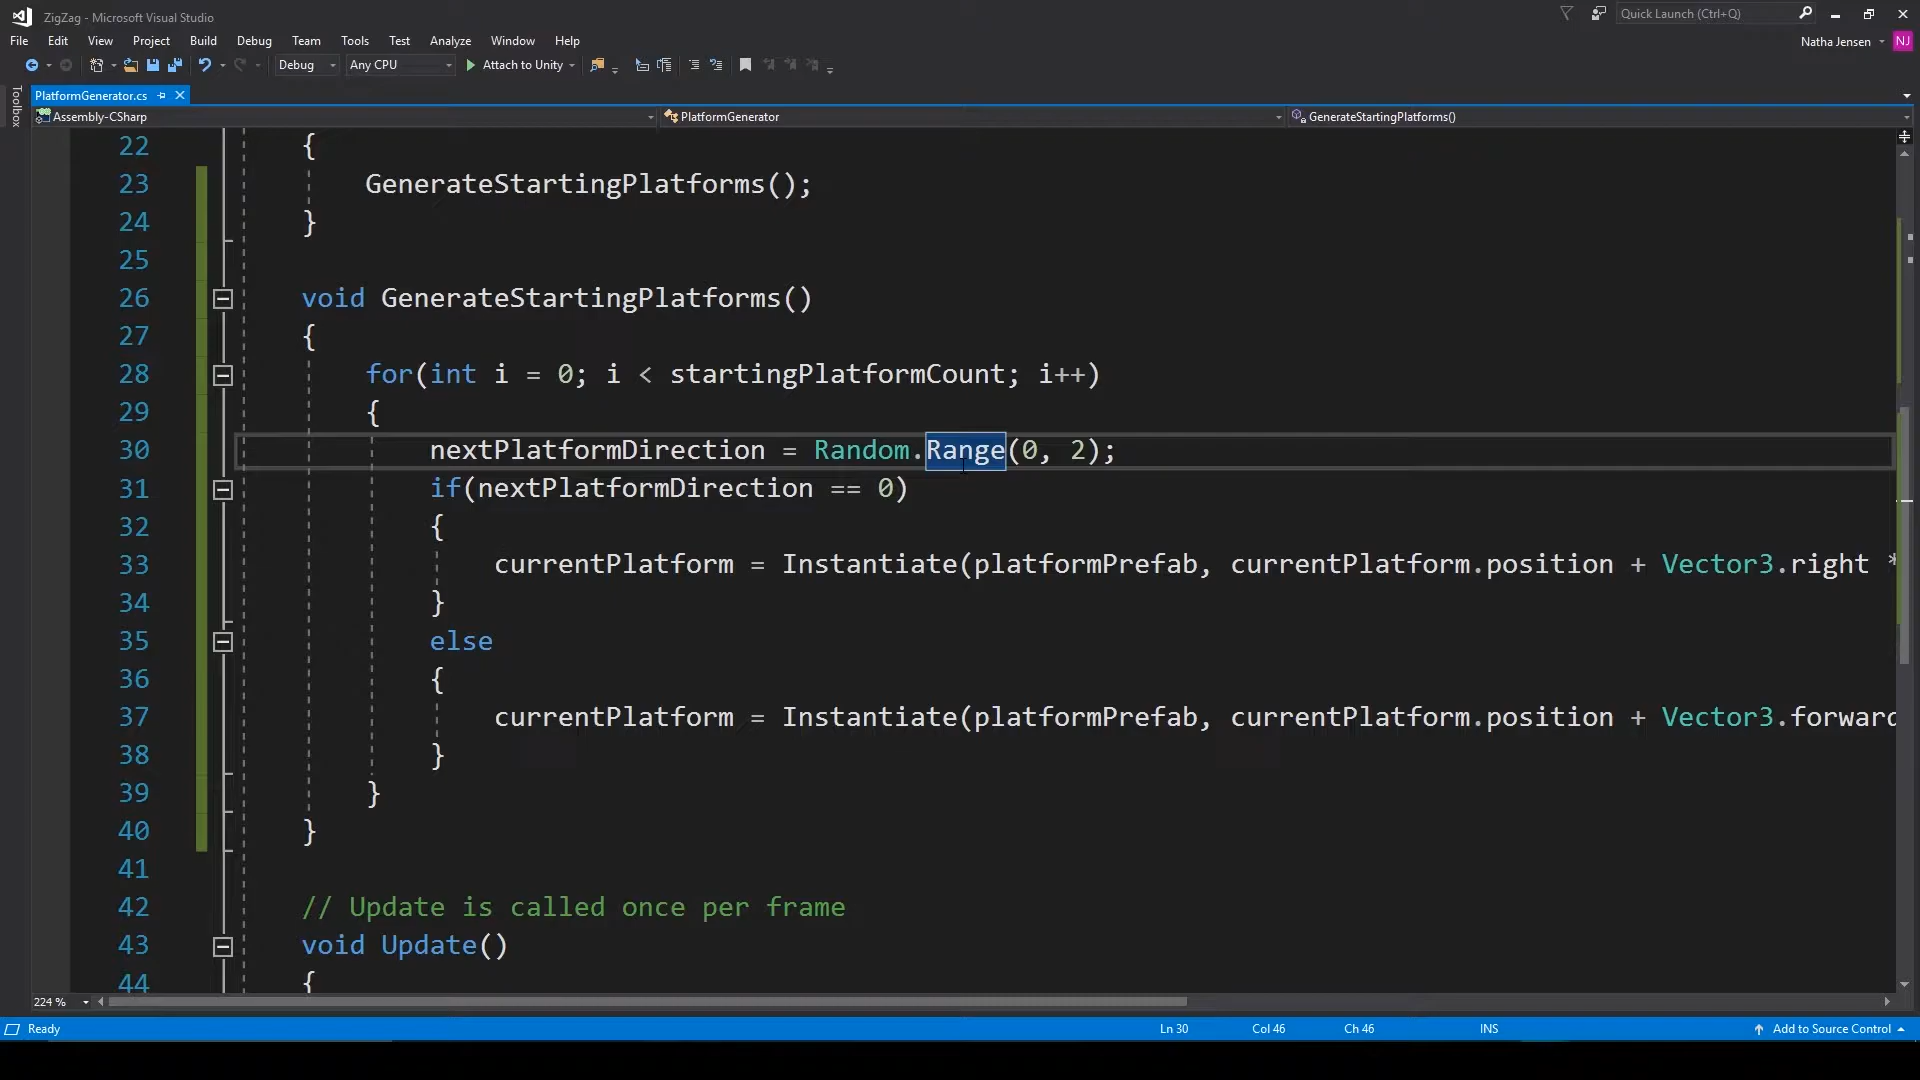 ZigZag - Microsoft Visual Studio
Quick Launch (Ctrl+Q)
File Edit View Project Build Debug Team Tools Test Analyze Window Help
Natha Jensen NJ
Debug Any CPU Attach to Unity
Toolbox
PlatformGenerator.cs
Assembly-CSharp PlatformGenerator GenerateStartingPlatforms()
22 {
23 GenerateStartingPlatforms();
24 }
25
26 void GenerateStartingPlatforms()
27 {
28 for(int i = 0; i < startingPlatformCount; i++)
29 {
30 nextPlatformDirection = Random.Range(0, 2);
31 if(nextPlatformDirection == 0)
32 {
33 currentPlatform = Instantiate(platformPrefab, currentPlatform.position + Vector3.right *
34 }
35 else
36 {
37 currentPlatform = Instantiate(platformPrefab, currentPlatform.position + Vector3.forward
38 }
39 }
40 }
41
42 // Update is called once per frame
43 void Update()
44 {
224 %
Ready Ln 30 Col 46 Ch 46 INS Add to Source Control